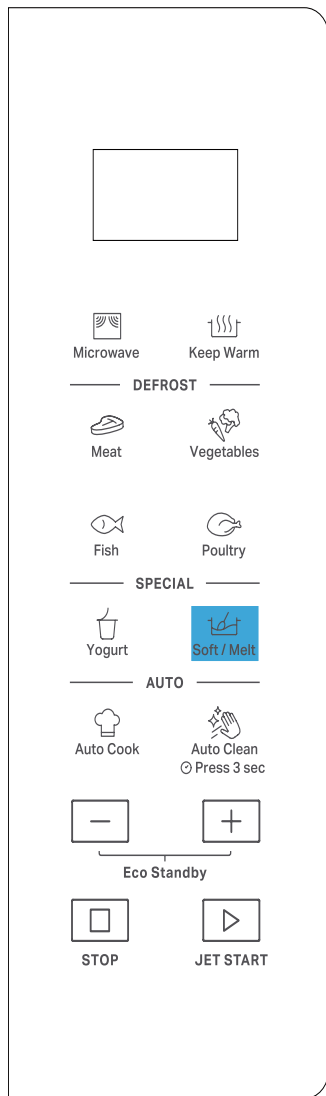 Microwave Keep Warm
DEFROST
Meat Vegetables
Fish Poultry
SPECIAL
Yogurt Soft / Melt
AUTO
Auto Cook Auto Clean
Press 3 sec
Eco Standby
STOP JET START